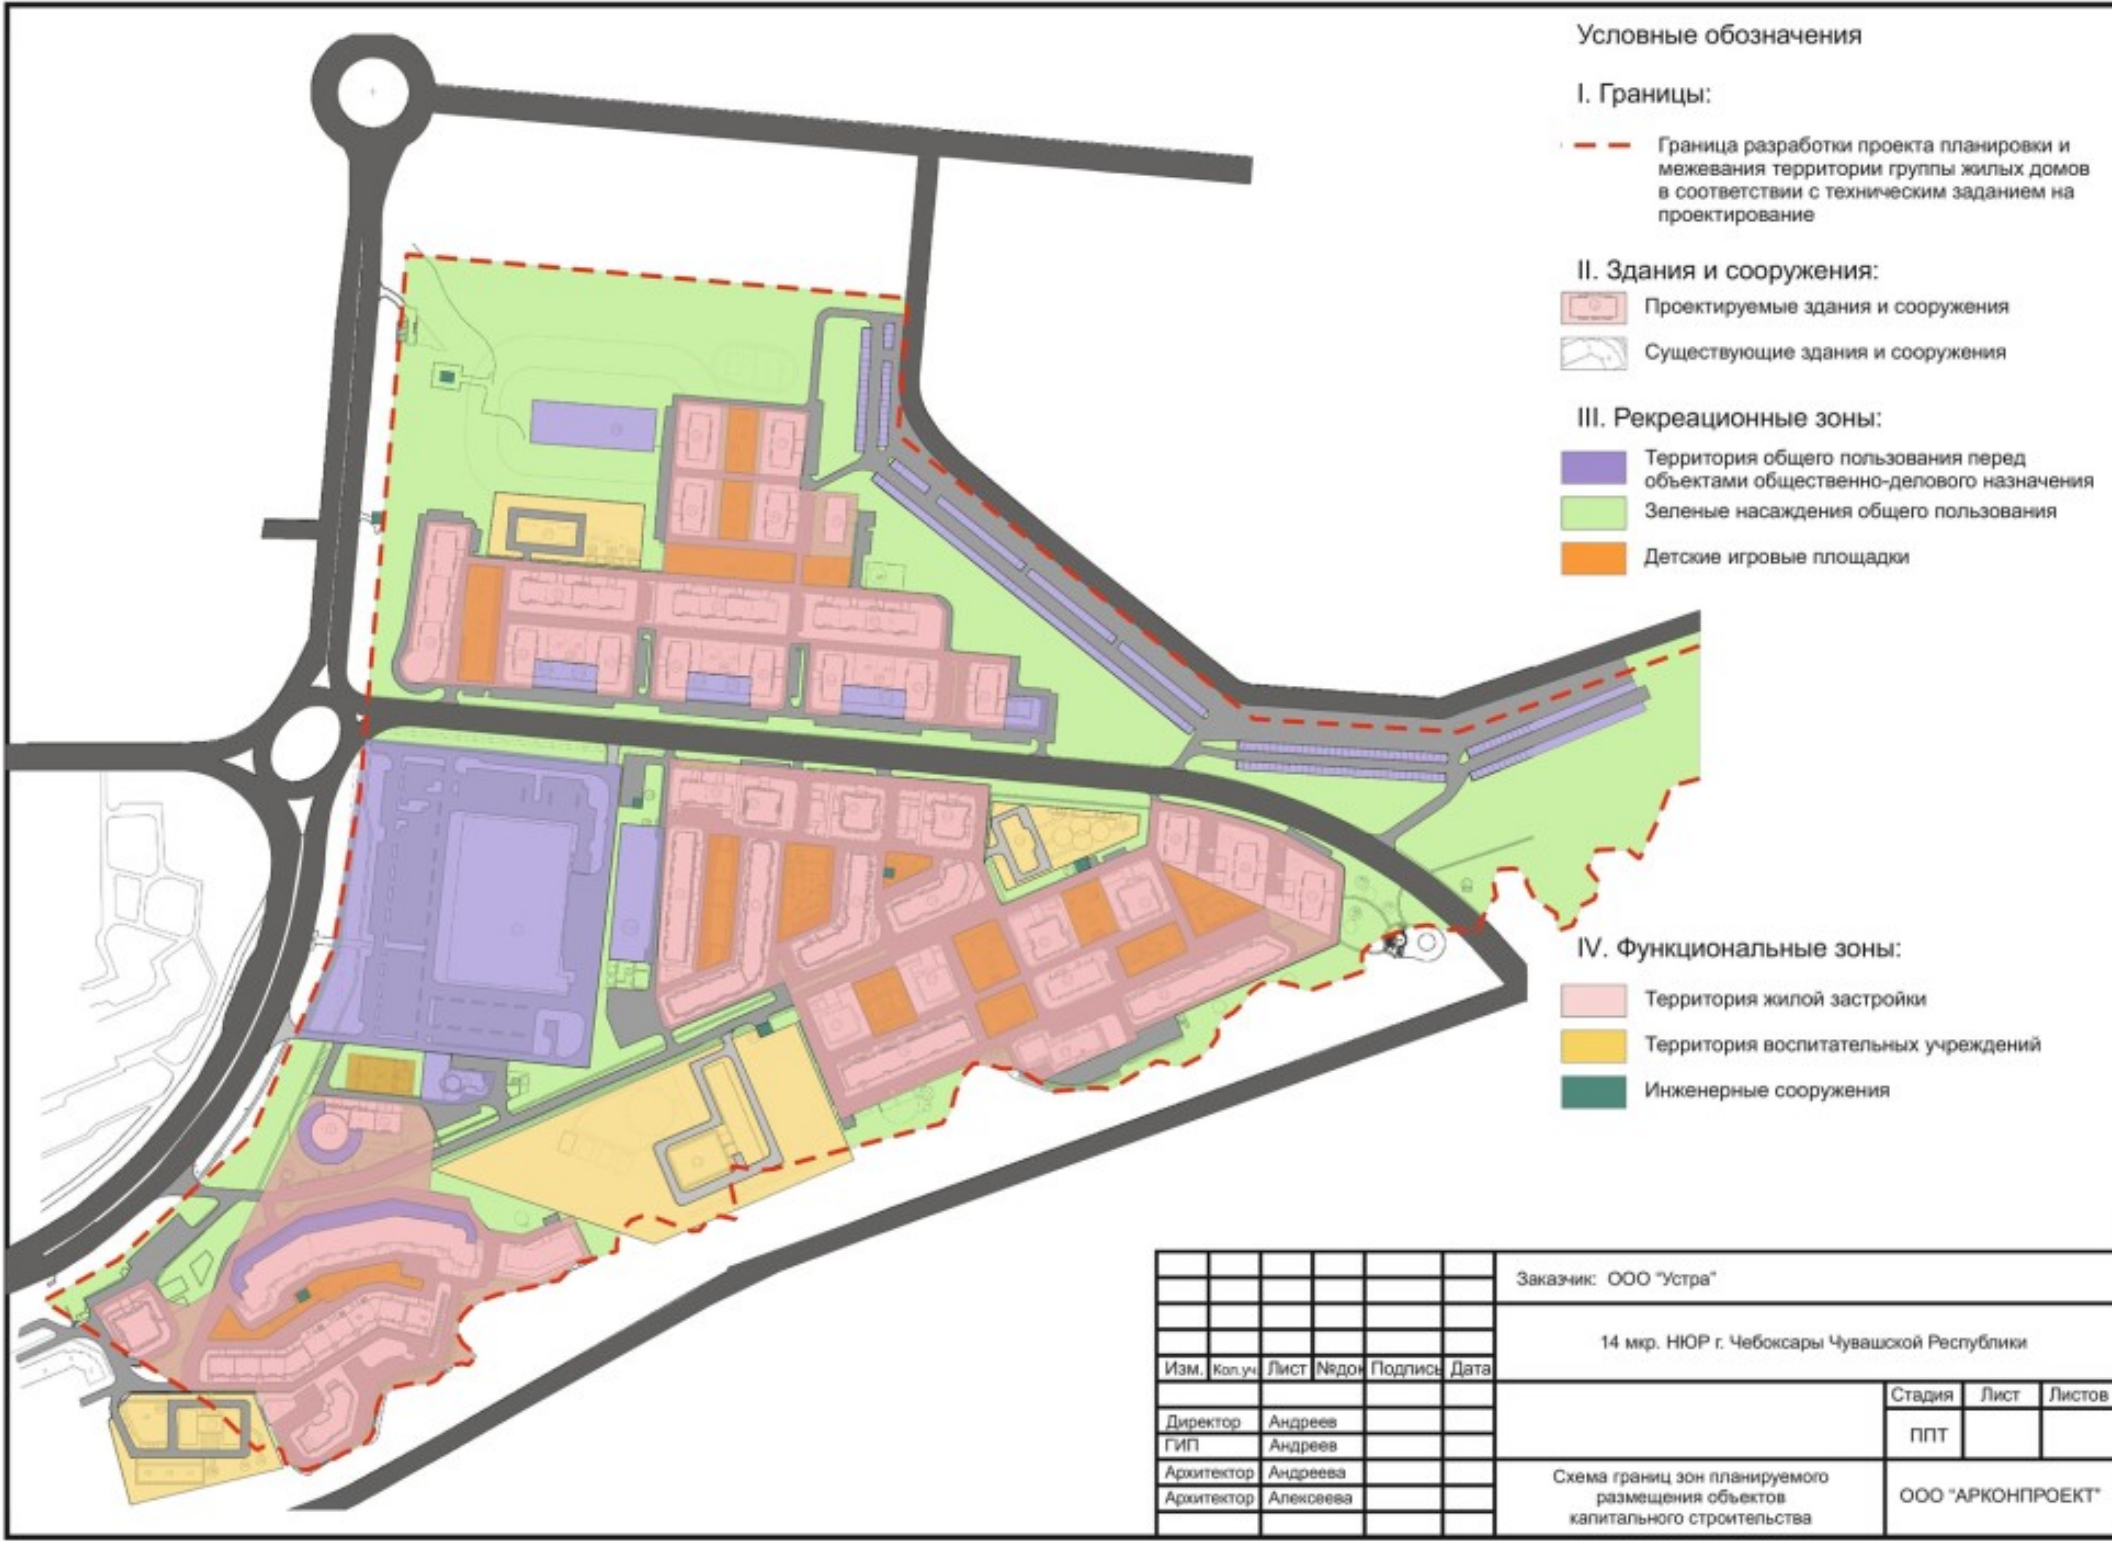 Условные обозначения
I. Границы:
Граница разработки проекта планировки и
межевания территории группы жилых домов
в соответствии с техническим заданием на
проектирование
II. Здания и сооружения:
Проектируемые здания и сооружения
Существующие здания и сооружения
III. Рекреационные зоны:
Территория общего пользования перед
объектами общественно-делового назначения
Зеленые насаждения общего пользования
Детские игровые площадки
IV. Функциональные зоны:
Территория жилой застройки
Территория воспитательных учреждений
Инженерные сооружения
Заказчик: ООО "Устра"
14 мкр. НЮР г. Чебоксары Чувашской Республики
Изм. Кол.уч. Лист №док Подпись Дата
Стадия Лист Листов
Директор Андреев
ППТ
ГИП Андреев
Архитектор Андреева
Архитектор Алексеева
Схема границ зон планируемого
размещения объектов
капитального строительства
ООО "АРКОНПРОЕКТ"